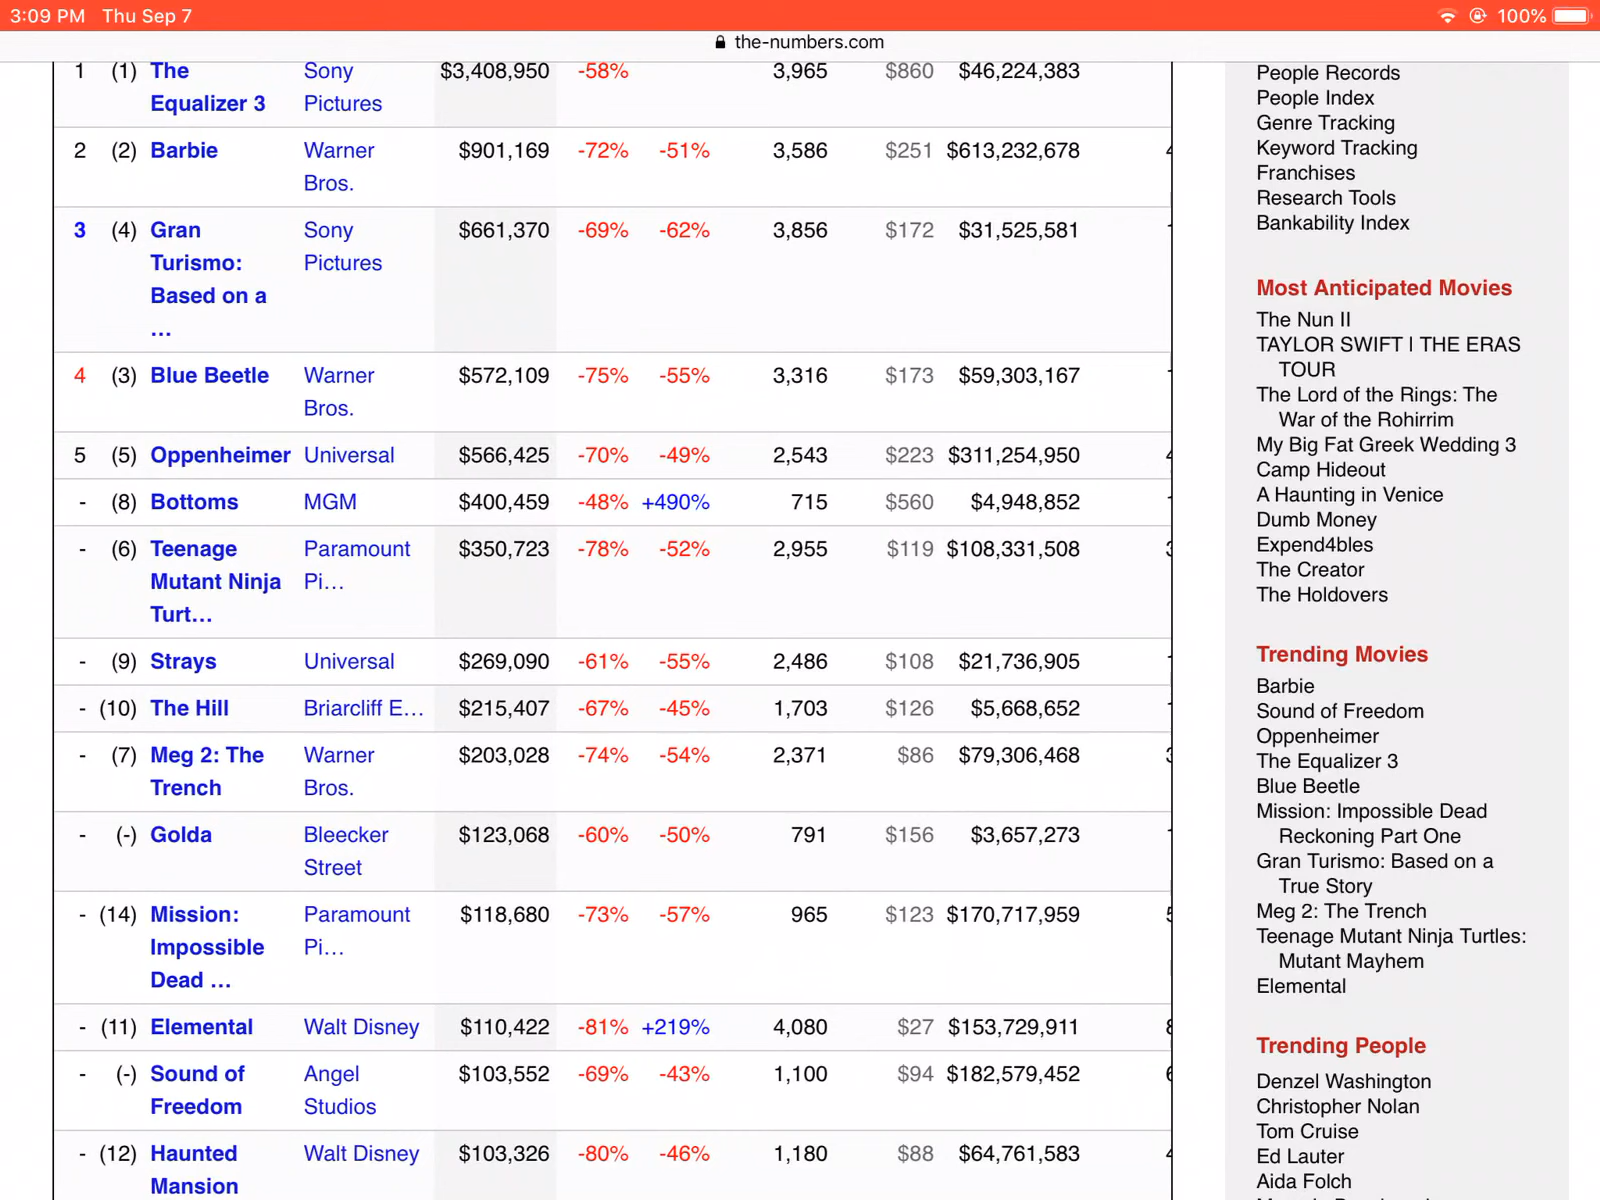 3:09 PM Thu Sep 7 100%
the-numbers.com
1 (1) The Sony $3,408,950 -58% 3,965 $860 $46,224,383
Equalizer 3 Pictures
2 (2) Barbie Warner $901,169 -72% -51% 3,586 $251 $613,232,678
Bros.
3 (4) Gran Sony $661,370 -69% -62% 3,856 $172 $31,525,581
Turismo: Pictures
Based on a
...
4 (3) Blue Beetle Warner $572,109 -75% -55% 3,316 $173 $59,303,167
Bros.
5 (5) Oppenheimer Universal $566,425 -70% -49% 2,543 $223 $311,254,950
- (8) Bottoms MGM $400,459 -48% +490% 715 $560 $4,948,852
- (6) Teenage Paramount $350,723 -78% -52% 2,955 $119 $108,331,508
Mutant Ninja Pi...
Turt...
- (9) Strays Universal $269,090 -61% -55% 2,486 $108 $21,736,905
- (10) The Hill Briarcliff E... $215,407 -67% -45% 1,703 $126 $5,668,652
- (7) Meg 2: The Warner $203,028 -74% -54% 2,371 $86 $79,306,468
Trench Bros.
- (-) Golda Bleecker $123,068 -60% -50% 791 $156 $3,657,273
Street
- (14) Mission: Paramount $118,680 -73% -57% 965 $123 $170,717,959
Impossible Pi...
Dead ...
- (11) Elemental Walt Disney $110,422 -81% +219% 4,080 $27 $153,729,911
- (-) Sound of Angel $103,552 -69% -43% 1,100 $94 $182,579,452
Freedom Studios
- (12) Haunted Walt Disney $103,326 -80% -46% 1,180 $88 $64,761,583
Mansion
People Records
People Index
Genre Tracking
Keyword Tracking
Franchises
Research Tools
Bankability Index
Most Anticipated Movies
The Nun II
TAYLOR SWIFT | THE ERAS
TOUR
The Lord of the Rings: The
War of the Rohirrim
My Big Fat Greek Wedding 3
Camp Hideout
A Haunting in Venice
Dumb Money
Expend4bles
The Creator
The Holdovers
Trending Movies
Barbie
Sound of Freedom
Oppenheimer
The Equalizer 3
Blue Beetle
Mission: Impossible Dead
Reckoning Part One
Gran Turismo: Based on a
True Story
Meg 2: The Trench
Teenage Mutant Ninja Turtles:
Mutant Mayhem
Elemental
Trending People
Denzel Washington
Christopher Nolan
Tom Cruise
Ed Lauter
Aida Folch